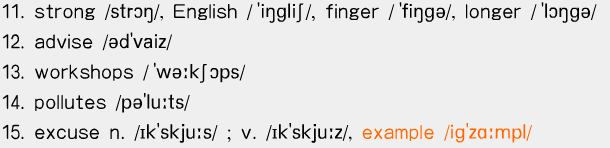 11. strong /strɔŋ/, English /ˈiŋgliʃ/, finger /ˈfiŋgə/, longer /ˈlɔŋgə/
12. advise /ədˈvaiz/
13. workshops /ˈwəːkʃɔps/
14. pollutes /pəˈluːts/
15. excuse n. /ɪkˈskjuːs/ ; v. /ɪkˈskjuːz/, example /igˈzɑːmpl/